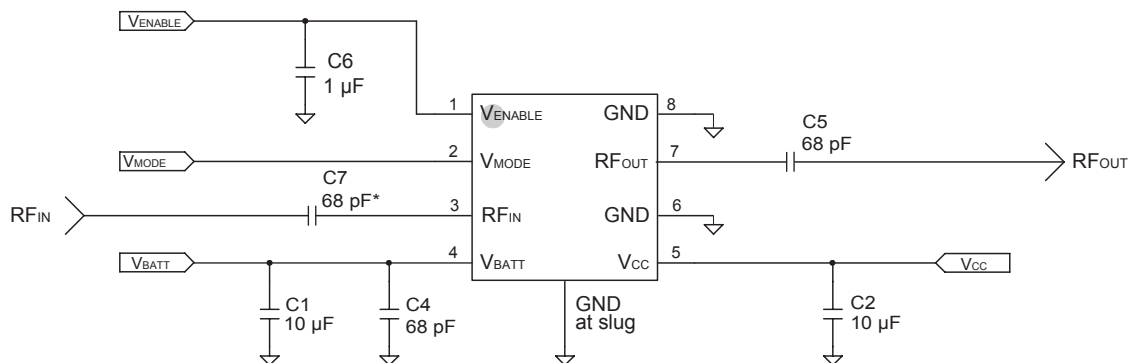 VENABLE
C6
1 µF
1 VENABLE GND 8
C5
68 pF
VMODE
2 VMODE RFOUT 7
RFOUT
C7
68 pF*
RFIN
3 RFIN GND 6
VBATT
4 VBATT VCC 5
VCC
C1
10 µF
C4
68 pF
GND
at slug
C2
10 µF